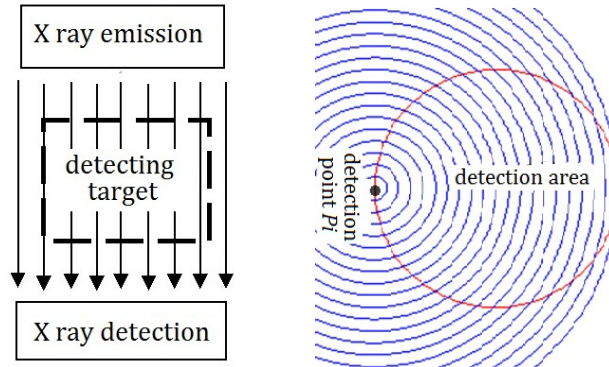 X ray emission
detecting
target
X ray detection
detection
point Pi
detection area